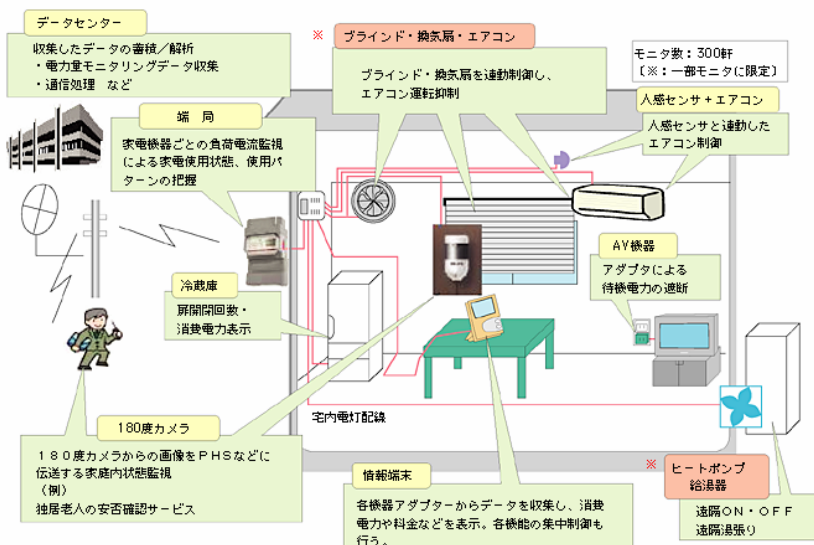 データセンター
収集したデータの蓄積／解析
・電力量モニタリングデータ収集
・通信処理　など
※
ブラインド・換気扇・エアコン
ブラインド・換気扇を連動制御し、
エアコン運転抑制
モニタ数：300軒
〔※：一部モニタに限定〕
人感センサ＋エアコン
人感センサと連動した
エアコン制御
端　局
家電機器ごとの負荷電流監視
による家電使用状態、使用パ
ターンの把握
AV機器
アダプタによる
待機電力の遮断
冷蔵庫
扉開閉回数・
消費電力表示
宅内電灯配線
180度カメラ
１８０度カメラからの画像をＰＨＳなどに
伝送する家庭内状態監視
（例）
独居老人の安否確認サービス
情報端末
各機器アダプターからデータを収集し、消費
電力や料金などを表示。各機能の集中制御も
行う。
※
ヒートポンプ
給湯器
遠隔ＯＮ・ＯＦＦ
遠隔湯張り